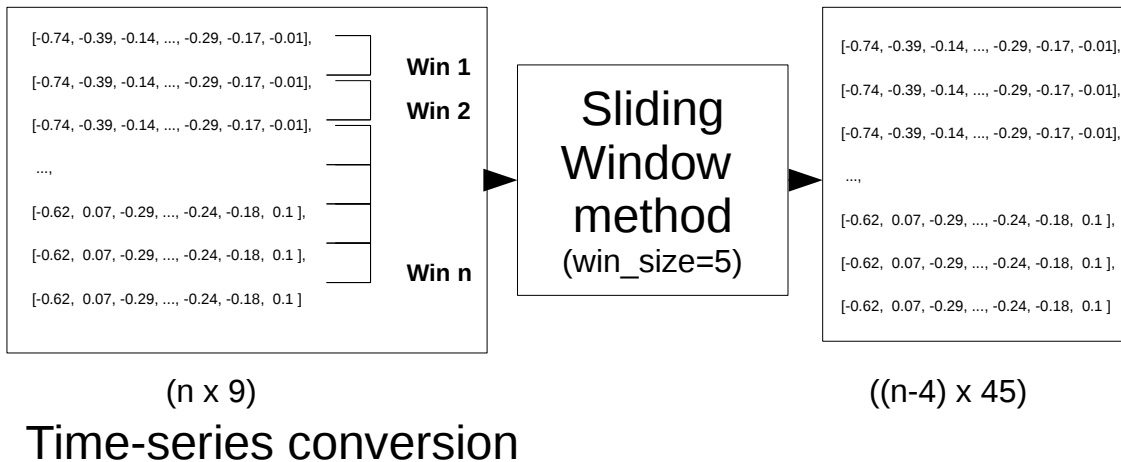 [-0.74, -0.39, -0.14, ..., -0.29, -0.17, -0.01],
[-0.74, -0.39, -0.14, ..., -0.29, -0.17, -0.01],
[-0.74, -0.39, -0.14, ..., -0.29, -0.17, -0.01],
...,
[-0.62, 0.07, -0.29, ..., -0.24, -0.18, 0.1 ],
[-0.62, 0.07, -0.29, ..., -0.24, -0.18, 0.1 ],
[-0.62, 0.07, -0.29, ..., -0.24, -0.18, 0.1 ]
Win 1
Win 2
Win n
(n x 9)
Sliding
Window
method
(win_size=5)
[-0.74, -0.39, -0.14, ..., -0.29, -0.17, -0.01],
[-0.74, -0.39, -0.14, ..., -0.29, -0.17, -0.01],
[-0.74, -0.39, -0.14, ..., -0.29, -0.17, -0.01],
...,
[-0.62, 0.07, -0.29, ..., -0.24, -0.18, 0.1 ],
[-0.62, 0.07, -0.29, ..., -0.24, -0.18, 0.1 ],
[-0.62, 0.07, -0.29, ..., -0.24, -0.18, 0.1 ]
((n-4) x 45)
Time-series conversion